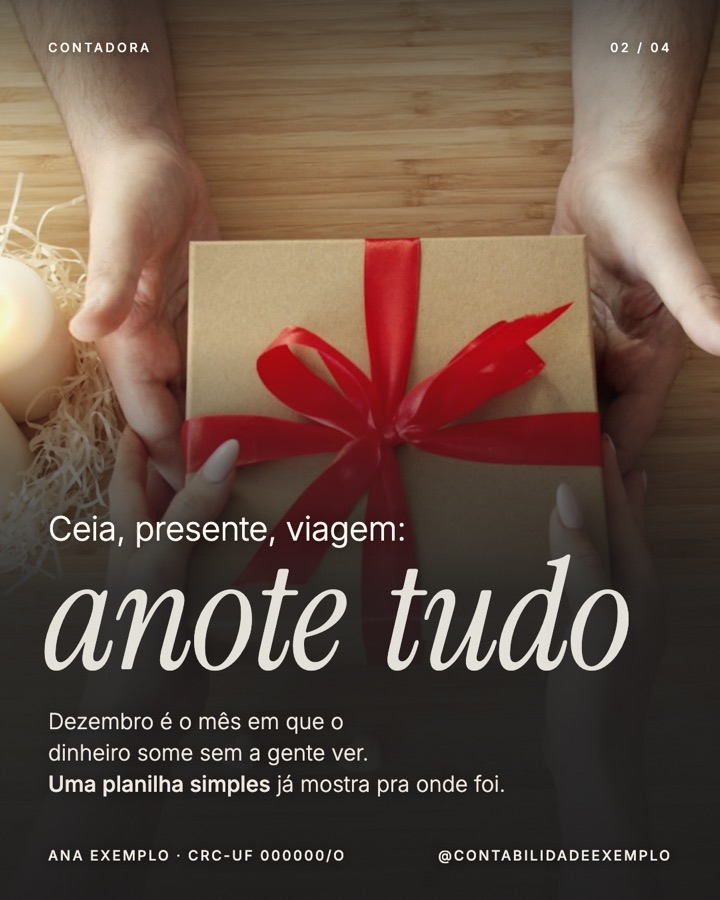 CONTADORA
02 / 04
Ceia, presente, viagem:
anote tudo
Dezembro é o mês em que o
dinheiro some sem a gente ver.
Uma planilha simples já mostra pra onde foi.
ANA EXEMPLO · CRC-UF 000000/O
@CONTABILIDADEEXEMPLO